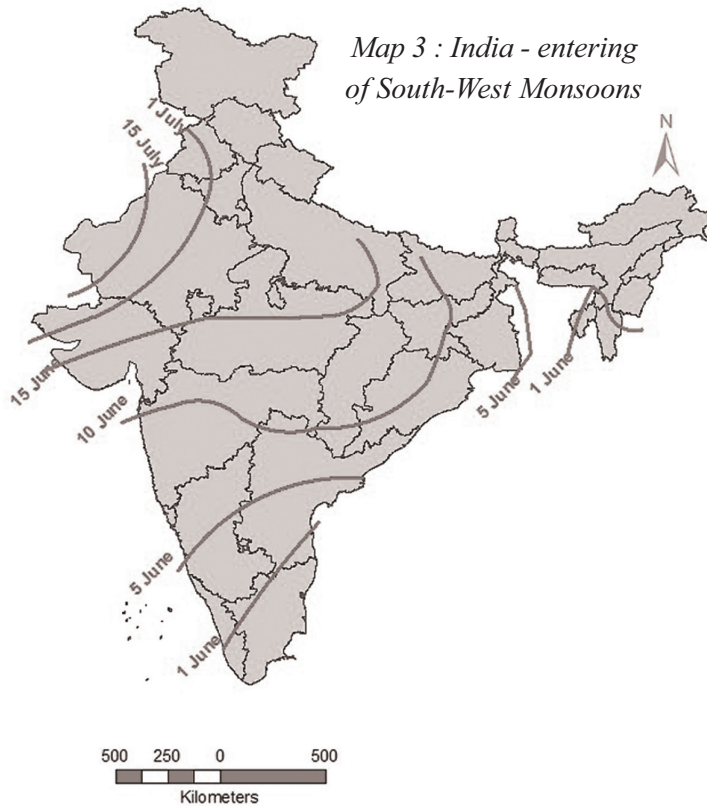 Map 3 : India - entering
of South-West Monsoons
N
1 July
15 July
15 June
10 June
5 June
1 June
5 June
1 June
500 250 0 500
Kilometers